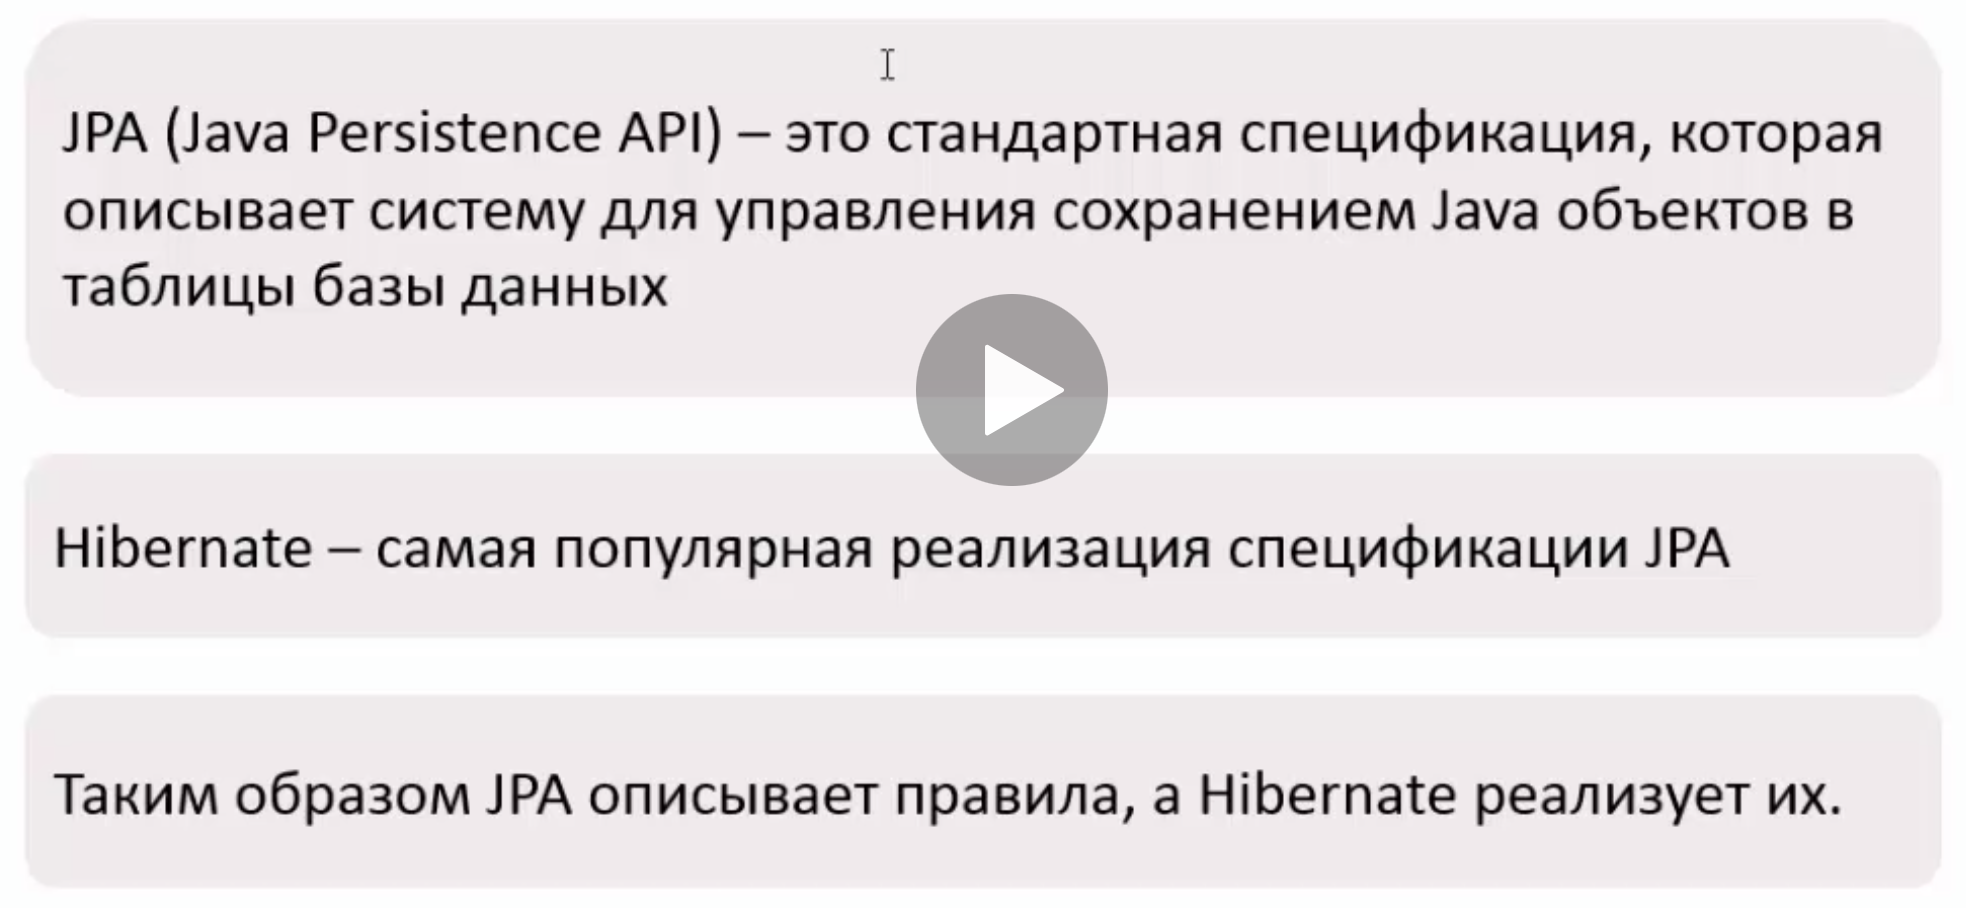 JPA (Java Persistence API) – это стандартная спецификация, которая
описывает систему для управления сохранением Java объектов в
таблицы базы данных
Hibernate – самая популярная реализация спецификации JPA
Таким образом JPA описывает правила, а Hibernate реализует их.